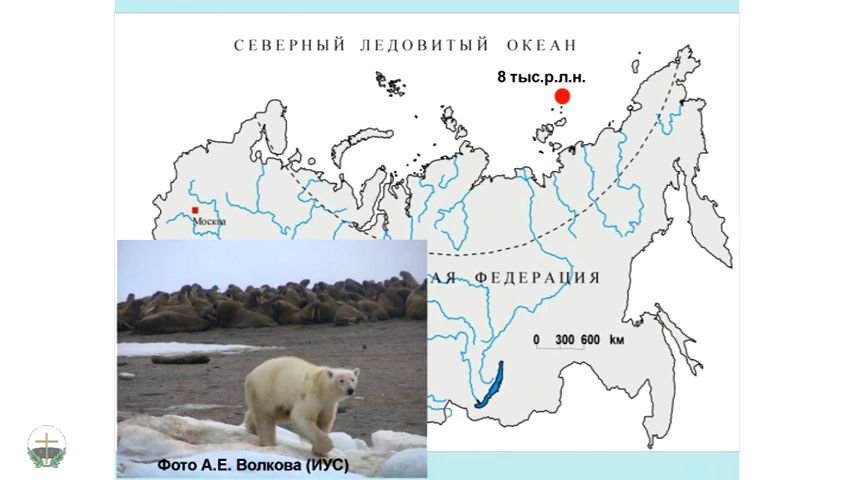 СЕВЕРНЫЙ ЛЕДОВИТЫЙ ОКЕАН
8 тыс.р.л.н.
Москва
АЯ ФЕДЕРАЦИЯ
0 300 600 км
Фото А.Е. Волкова (ИУС)